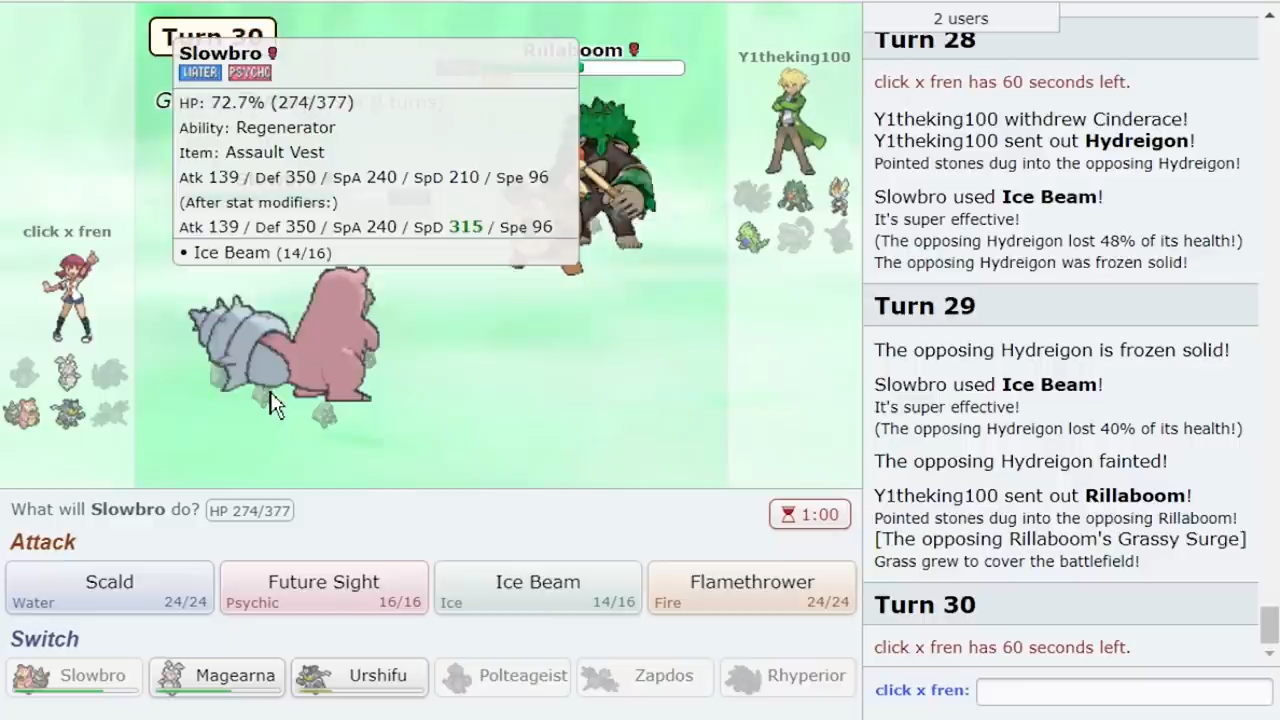 Turn 30
Slowbro
WATER PSYCHC
HP: 72.7% (274/377)
Ability: Regenerator
Item: Assault Vest
Atk 139 / Def 350 / SpA 240 / SpD 210 / Spe 96
(After stat modifiers:)
Atk 139 / Def 350 / SpA 240 / SpD 315 / Spe 96
• Ice Beam (14/16)
Rillaboom
Y1theking100
click x fren
What will Slowbro do? HP 274/377
1:00
Attack
Scald
Water 24/24
Future Sight
Psychic 16/16
Ice Beam
Ice 14/16
Flamethrower
Fire 24/24
Switch
Slowbro
Magearna
Urshifu
Polteageist
Zapdos
Rhyperior
2 users
Turn 28
click x fren has 60 seconds left.
Y1theking100 withdrew Cinderace!
Y1theking100 sent out Hydreigon!
Pointed stones dug into the opposing Hydreigon!
Slowbro used Ice Beam!
It's super effective!
(The opposing Hydreigon lost 48% of its health!)
The opposing Hydreigon was frozen solid!
Turn 29
The opposing Hydreigon is frozen solid!
Slowbro used Ice Beam!
It's super effective!
(The opposing Hydreigon lost 40% of its health!)
The opposing Hydreigon fainted!
Y1theking100 sent out Rillaboom!
Pointed stones dug into the opposing Rillaboom!
[The opposing Rillaboom's Grassy Surge]
Grass grew to cover the battlefield!
Turn 30
click x fren has 60 seconds left.
click x fren: